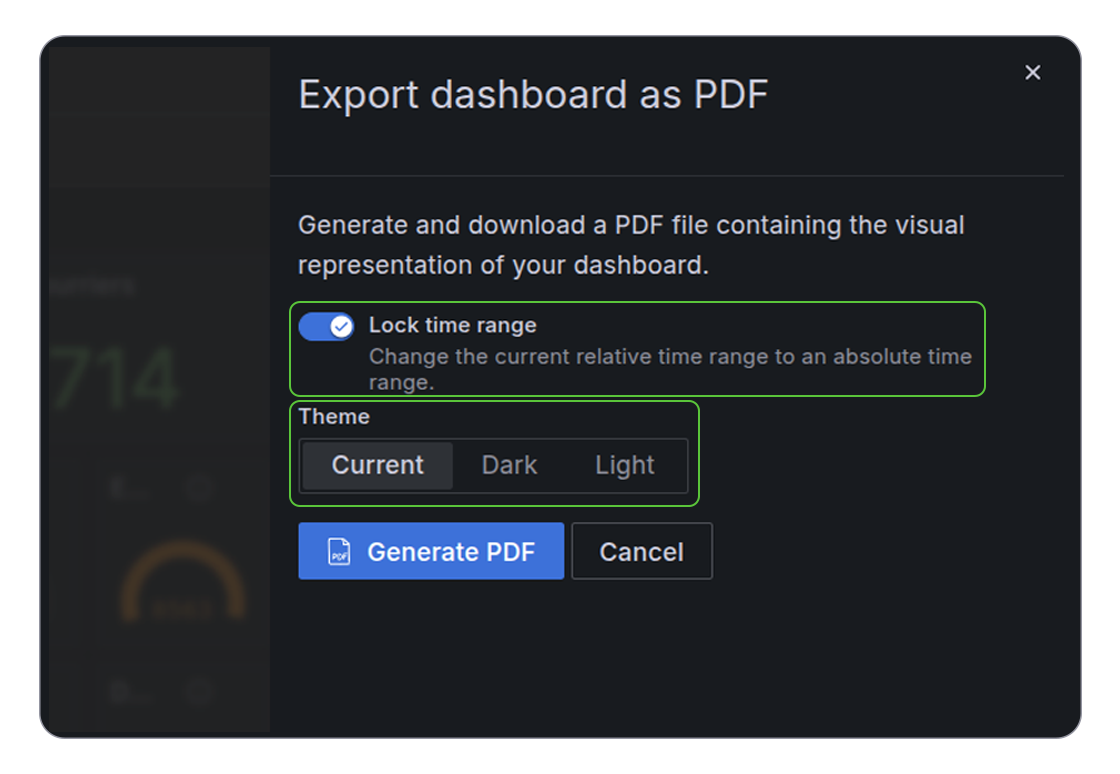 Export dashboard as PDF
Generate and download a PDF file containing the visual
representation of your dashboard.
Lock time range
Change the current relative time range to an absolute time
range.
Theme
Current Dark Light
PDF Generate PDF Cancel
714